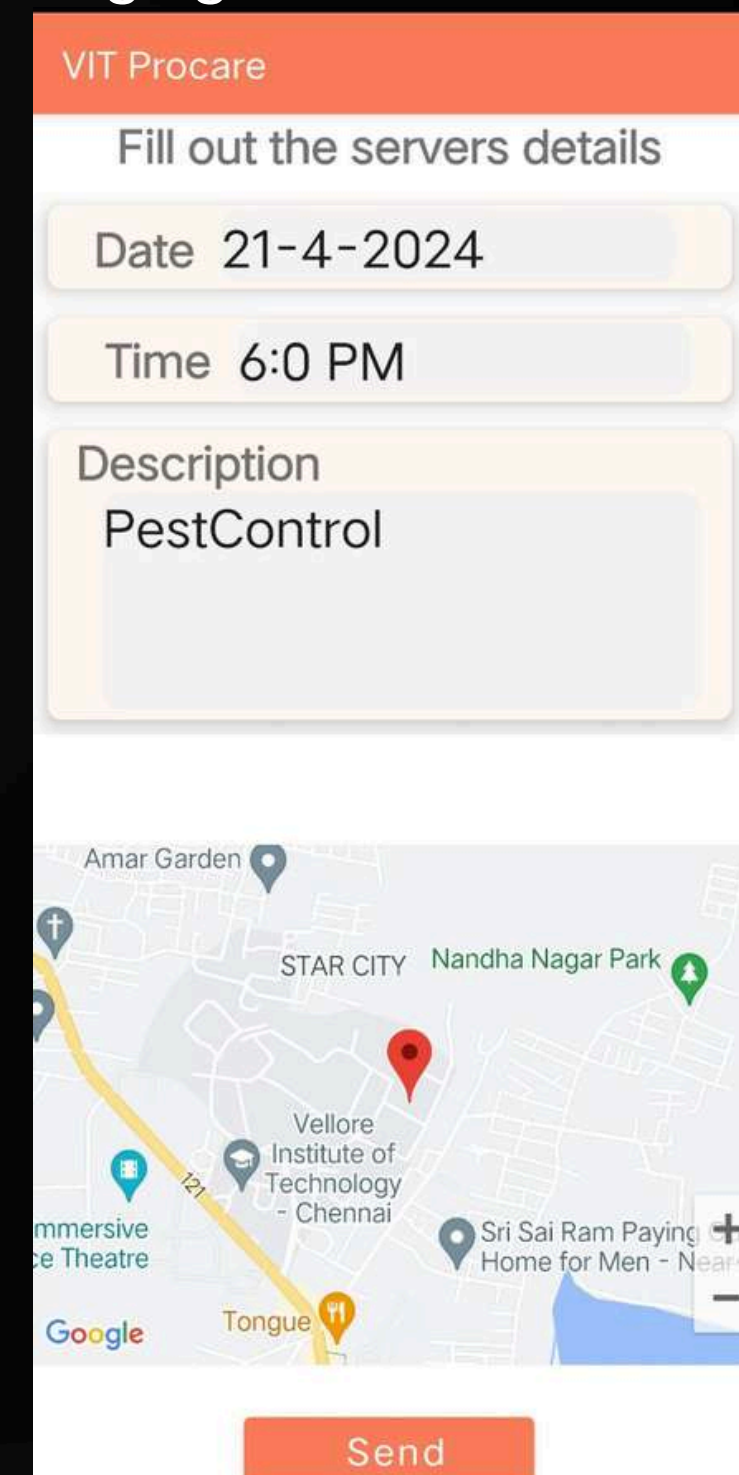 VIT Procare
Fill out the servers details
Date 21-4-2024
Time 6:0 PM
Description
PestControl
Amar Garden
STAR CITY
Nandha Nagar Park
Vellore
Institute of
Technology
- Chennai
121
mmersive
ce Theatre
Sri Sai Ram Paying
Home for Men - Near
Tongue
Google
+
-
Send